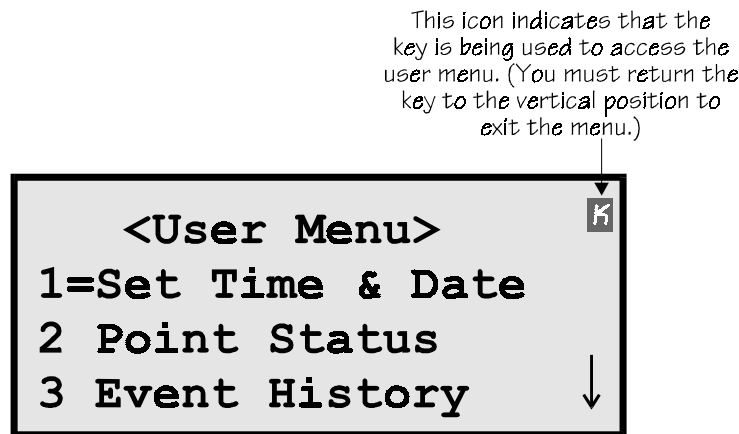 This icon indicates that the
key is being used to access the
user menu. (You must return the
key to the vertical position to
exit the menu.)
K
<User Menu>
1=Set Time & Date
2 Point Status
3 Event History